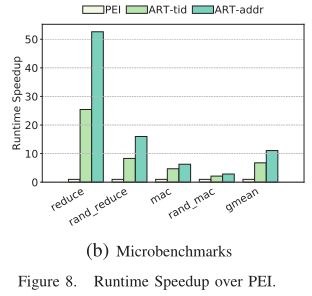 PEI ART-tid ART-addr
Runtime Speedup
50
40
30
20
10
0
reduce
rand_reduce
mac
rand_mac
gmean
(b) Microbenchmarks
Figure 8. Runtime Speedup over PEI.